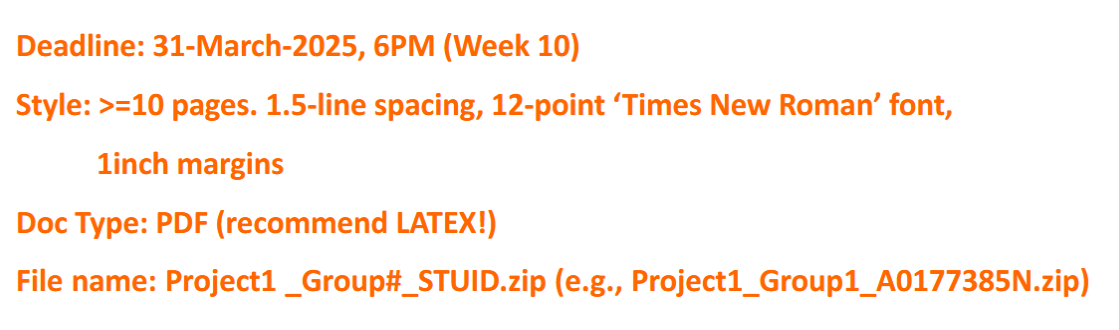 Deadline: 31-March-2025, 6PM (Week 10)
Style: >=10 pages. 1.5-line spacing, 12-point ‘Times New Roman’ font,
1inch margins
Doc Type: PDF (recommend LATEX!)
File name: Project1 _Group#_STUID.zip (e.g., Project1_Group1_A0177385N.zip)